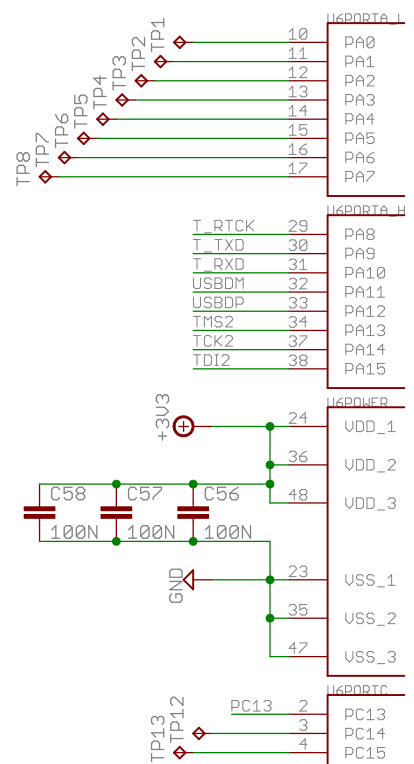 U6PORTA_L
TP1 10 PA0
TP2 11 PA1
TP3 12 PA2
TP4 13 PA3
TP5 14 PA4
TP6 15 PA5
TP7 16 PA6
TP8 17 PA7
U6PORTA_H
T_RTCK 29 PA8
T_TXD 30 PA9
T_RXD 31 PA10
USBDM 32 PA11
USBDP 33 PA12
TMS2 34 PA13
TCK2 37 PA14
TDI2 38 PA15
U6POWER
+3V3 24 VDD_1
36 VDD_2
C58 C57 C56 48 VDD_3
100N 100N 100N
GND 23 VSS_1
35 VSS_2
47 VSS_3
U6PORTC
PC13 2 PC13
TP12 3 PC14
TP13 4 PC15